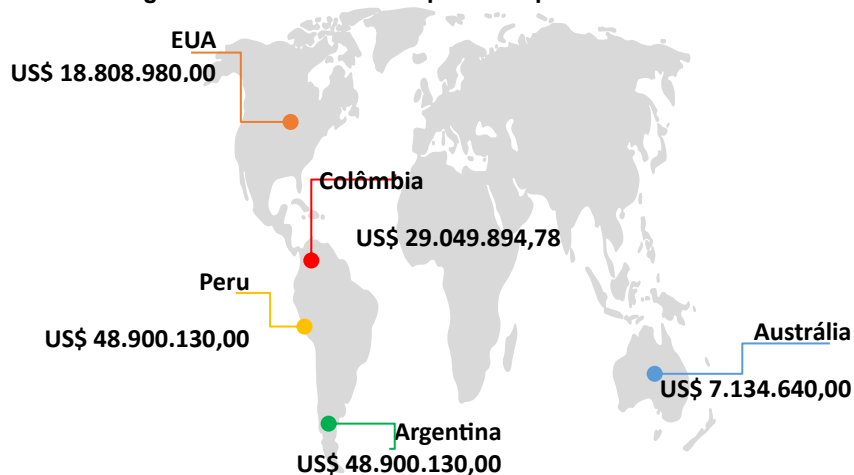 EUA
US$ 18.808.980,00
Colômbia
US$ 29.049.894,78
Peru
US$ 48.900.130,00
Austrália
US$ 7.134.640,00
Argentina
US$ 48.900.130,00